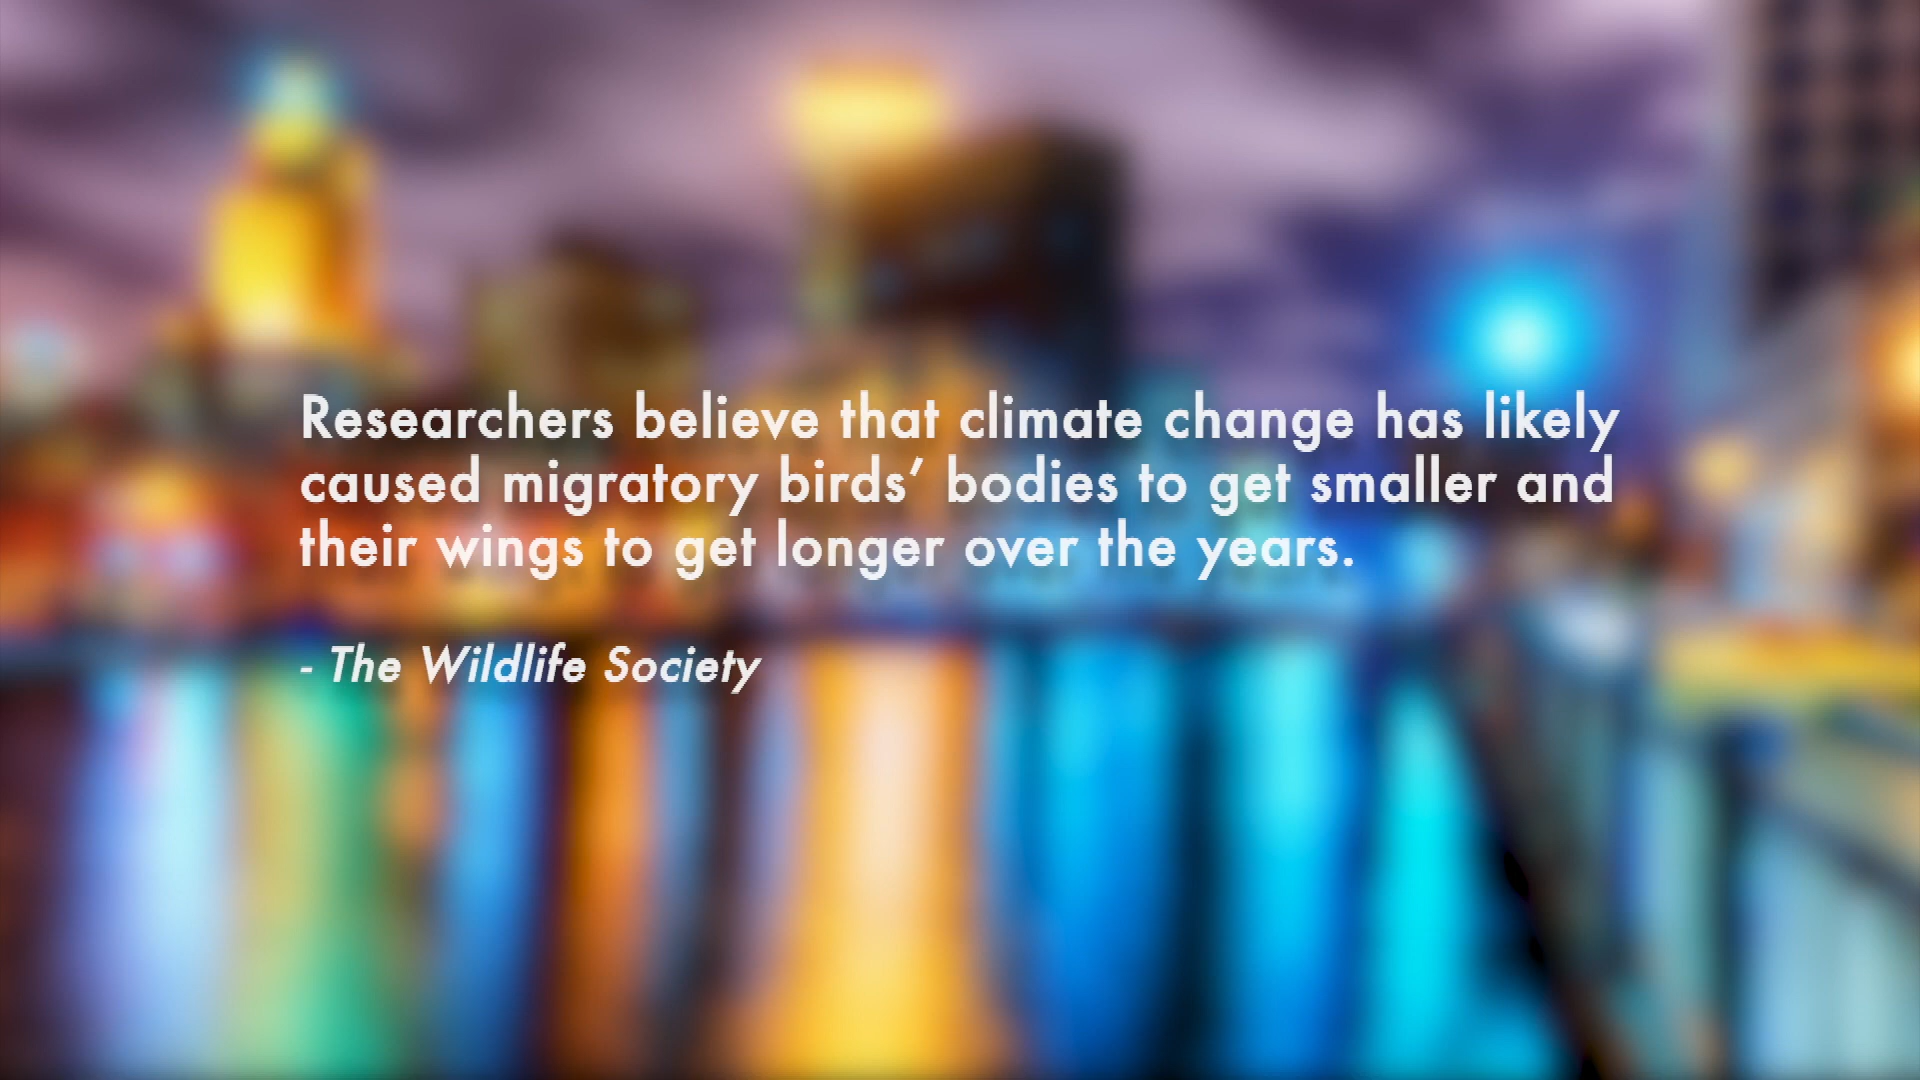 Researchers believe that climate change has likely
caused migratory birds’ bodies to get smaller and
their wings to get longer over the years.
- The Wildlife Society